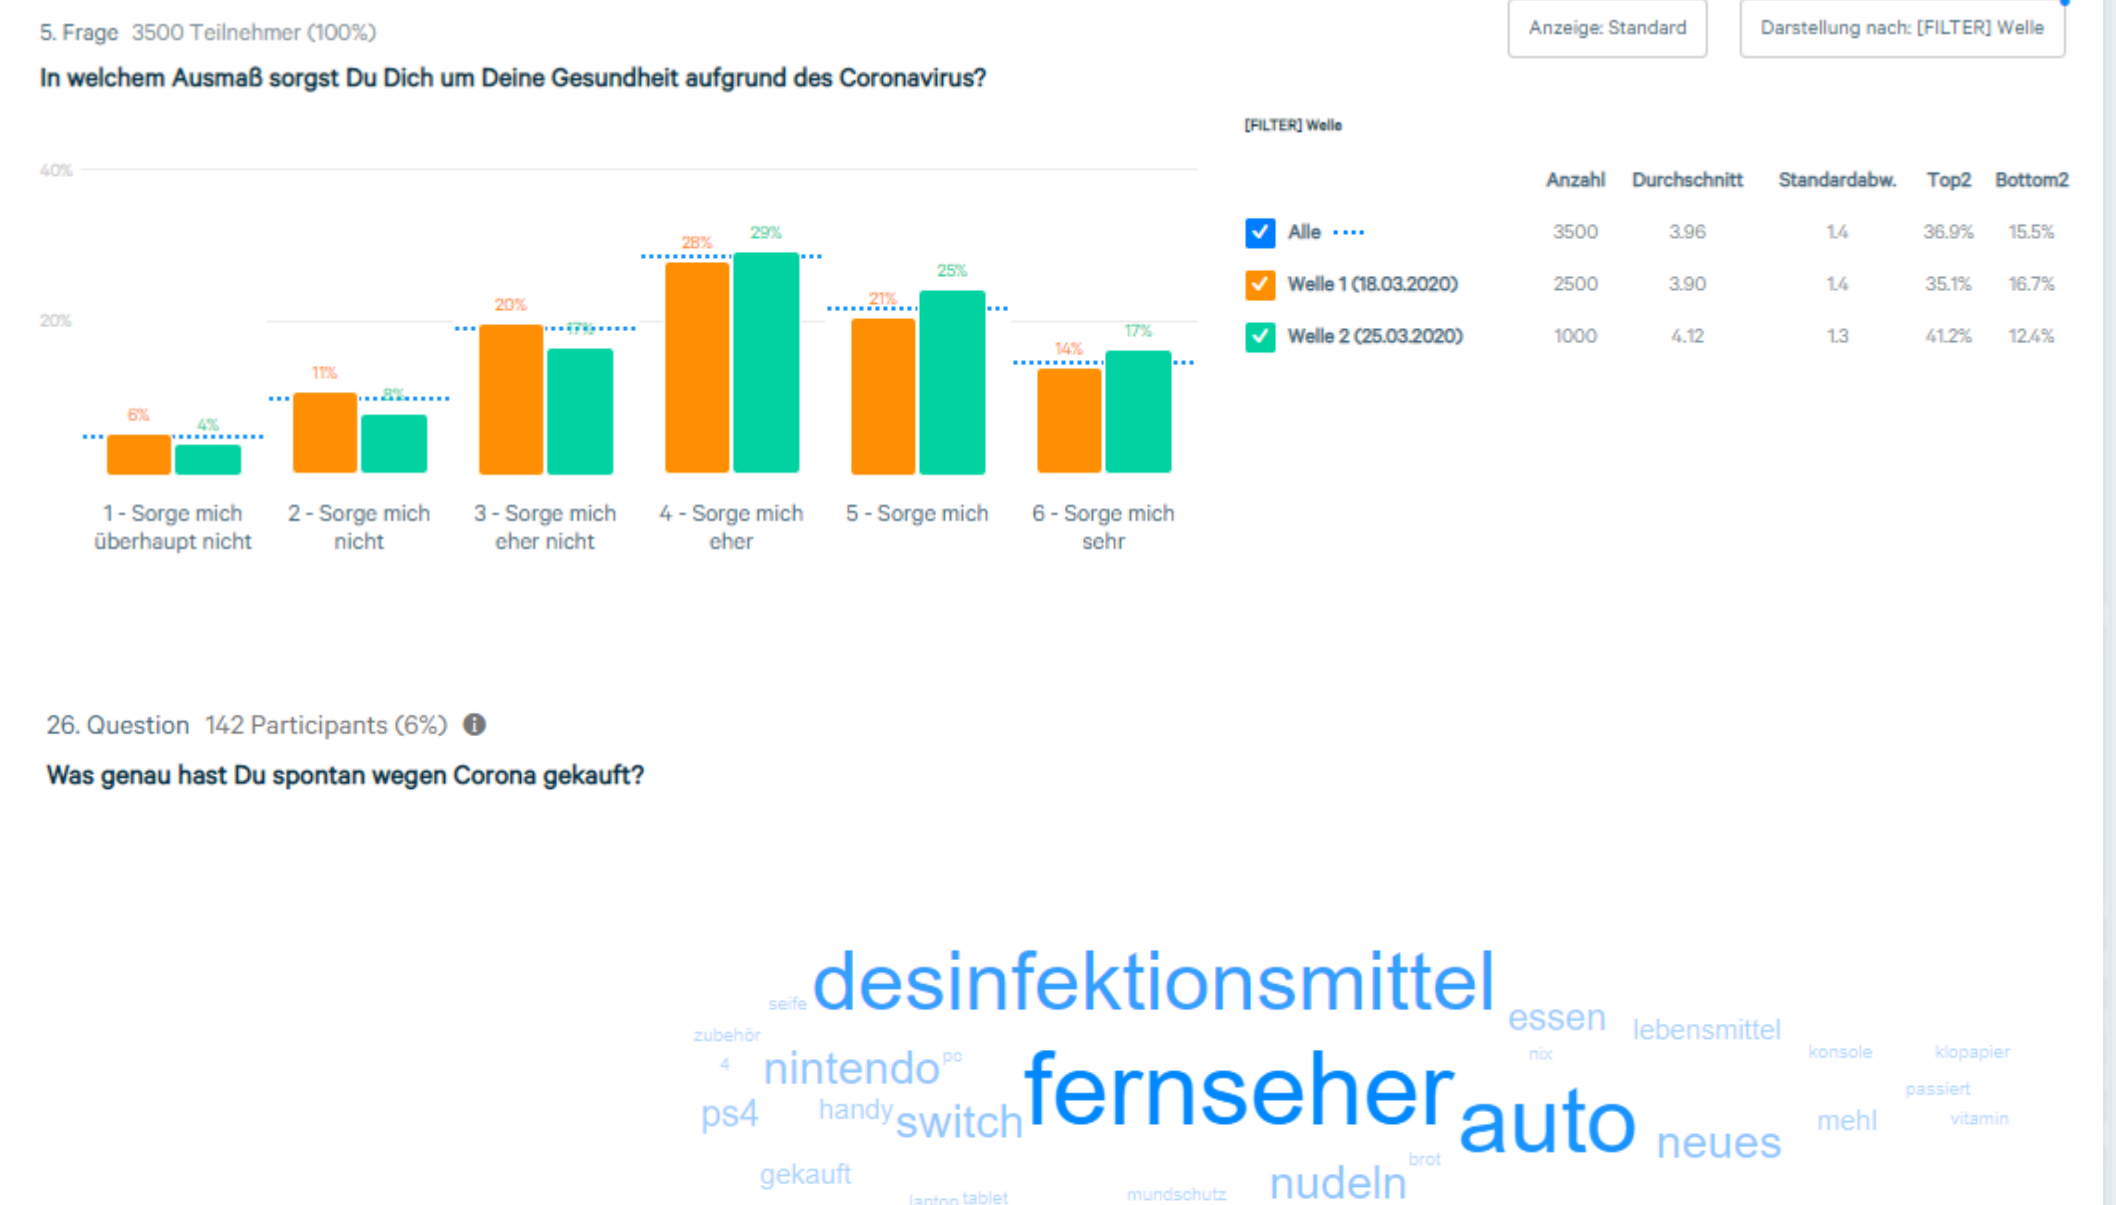 5. Frage 3500 Teilnehmer (100%)
Anzeige: Standard
Darstellung nach: [FILTER] Welle
In welchem Ausmaß sorgst Du Dich um Deine Gesundheit aufgrund des Coronavirus?
[FILTER] Welle
Anzahl Durchschnitt Standardabw. Top2 Bottom2
Alle 3500 3.96 1.4 36.9% 15.5%
Welle 1 (18.03.2020) 2500 3.90 1.4 35.1% 16.7%
Welle 2 (25.03.2020) 1000 4.12 1.3 41.2% 12.4%
40%
20%
6% 4%
11% 8%
20% 17%
28% 29%
21% 25%
14% 17%
1 - Sorge mich überhaupt nicht
2 - Sorge mich nicht
3 - Sorge mich eher nicht
4 - Sorge mich eher
5 - Sorge mich
6 - Sorge mich sehr
26. Question 142 Participants (6%)
Was genau hast Du spontan wegen Corona gekauft?
seife desinfektionsmittel
essen lebensmittel
zubehör
nix konsole klopapier
4 nintendo pc
fernseher
passiert
ps4 handy switch
auto neues mehl vitamin
gekauft
nudeln brot
laptop tablet mundschutz